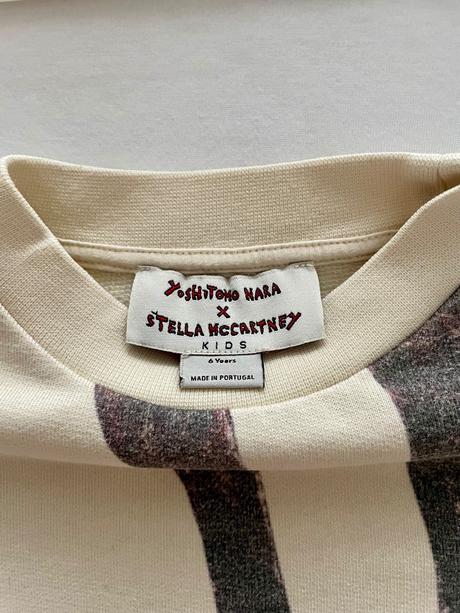 YOSHITOMO NARA
X
STELLA MCCARTNEY
KIDS
6 Years
MADE IN PORTUGAL